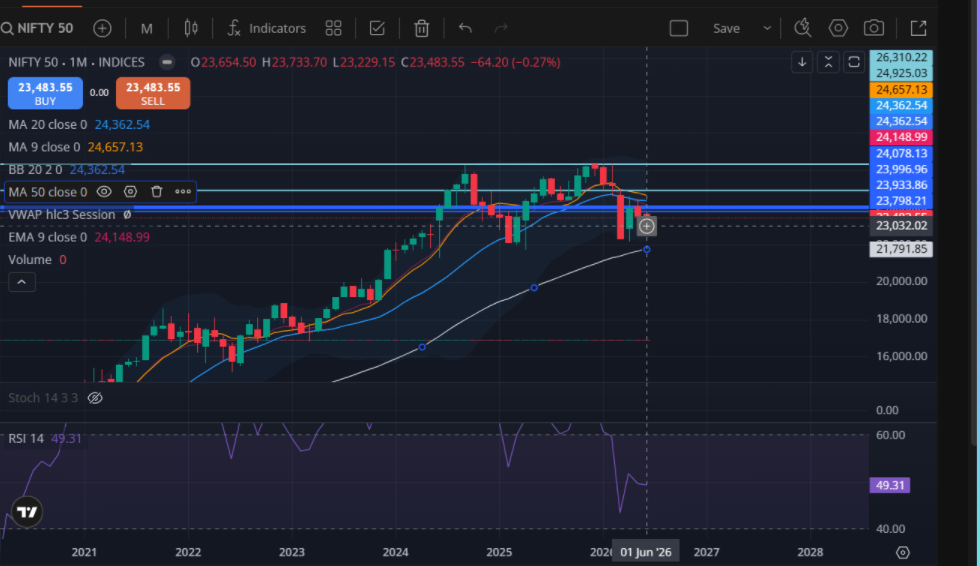 NIFTY 50 M Indicators Save
NIFTY 50 · 1M · INDICES O23,654.50 H23,733.70 L23,229.15 C23,483.55 −64.20 (−0.27%)
23,483.55 0.00 23,483.55
BUY SELL
MA 20 close 0 24,362.54
MA 9 close 0 24,657.13
BB 20 2 0 24,362.54
MA 50 close 0
VWAP hlc3 Session
EMA 9 close 0 24,148.99
Volume 0
26,310.22
24,925.03
24,657.13
24,362.54
24,362.54
24,148.99
24,078.13
23,996.96
23,933.86
23,798.21
23,032.02
21,791.85
20,000.00
18,000.00
16,000.00
Stoch 14 3 3
0.00
RSI 14 49.31
60.00
49.31
40.00
2021 2022 2023 2024 2025 01 Jun '26 2027 2028